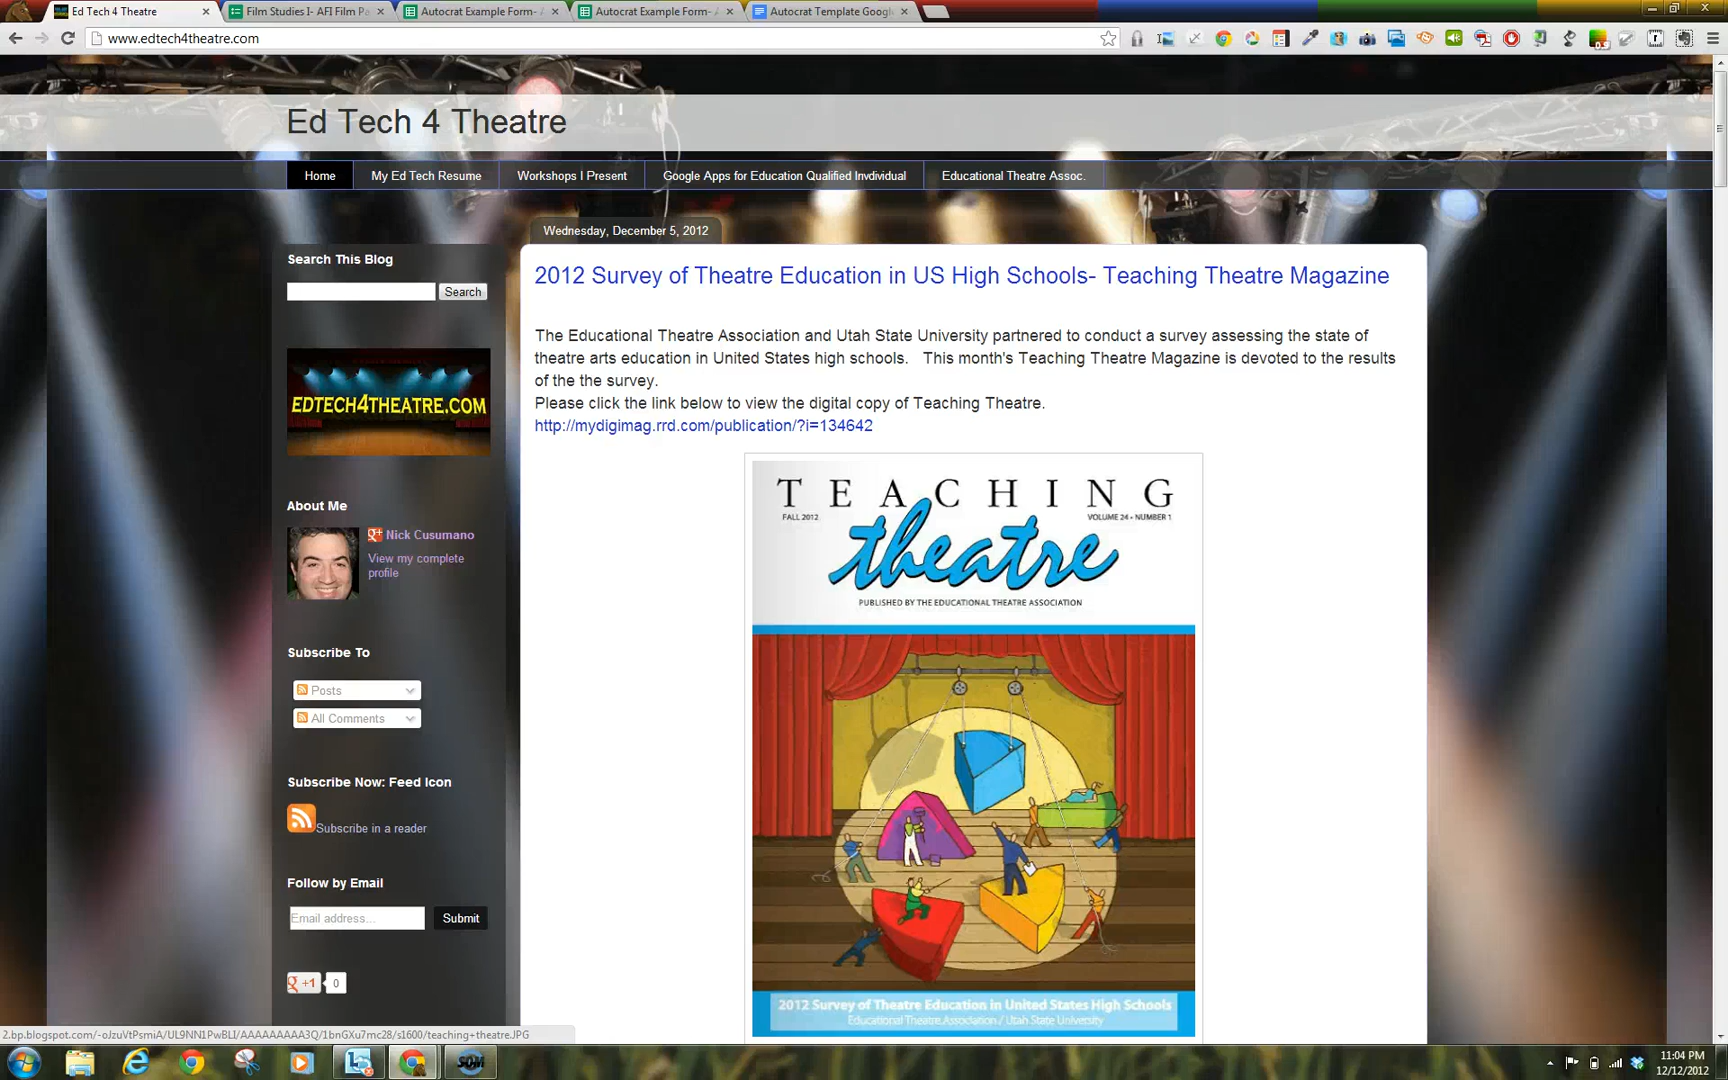 Ed Tech 4 Theatre
Film Studies I- AFI Film Pa
Autocrat Example Form- A
Autocrat Example Form- A
Autocrat Template Googl
www.edtech4theatre.com
Ed Tech 4 Theatre
Home
My Ed Tech Resume
Workshops I Present
Google Apps for Education Qualified Invdividual
Educational Theatre Assoc.
Wednesday, December 5, 2012
Search This Blog
Search
EDTECH4THEATRE.COM
About Me
Nick Cusumano
View my complete
profile
Subscribe To
Posts
All Comments
Subscribe Now: Feed Icon
Subscribe in a reader
Follow by Email
Email address...
Submit
g +1
0
2012 Survey of Theatre Education in US High Schools- Teaching Theatre Magazine
The Educational Theatre Association and Utah State University partnered to conduct a survey assessing the state of
theatre arts education in United States high schools. This month's Teaching Theatre Magazine is devoted to the results
of the the survey.
Please click the link below to view the digital copy of Teaching Theatre.
http://mydigimag.rrd.com/publication/?i=134642
TEACHING
FALL 2012
VOLUME 24 • NUMBER 1
theatre
PUBLISHED BY THE EDUCATIONAL THEATRE ASSOCIATION
2012 Survey of Theatre Education in United States High Schools
Educational Theatre Association / Utah State University
2.bp.blogspot.com/-oJzuVtPsmiA/UL9NN1PwBLI/AAAAAAAAA3Q/1bnGXu7mc28/s1600/teaching+theatre.JPG
SOM
11:04 PM
12/12/2012